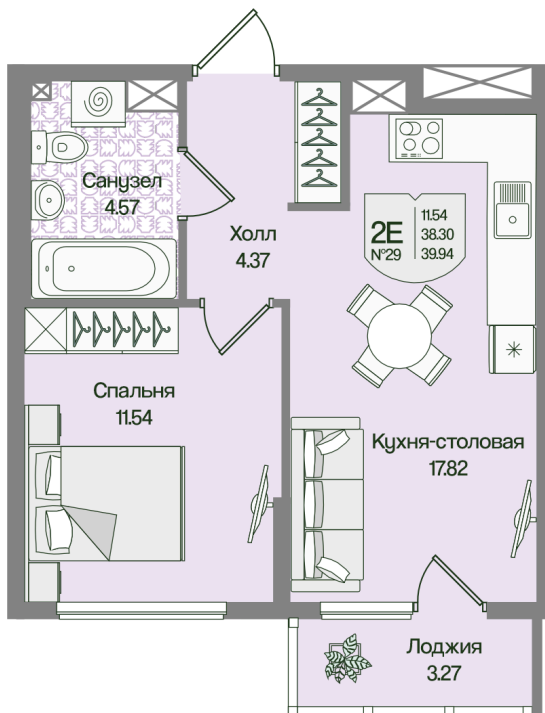 Санузел
4.57
Холл
4.37
2Е
№29
11.54
38.30
39.94
Спальня
11.54
Кухня-столовая
17.82
Лоджия
3.27